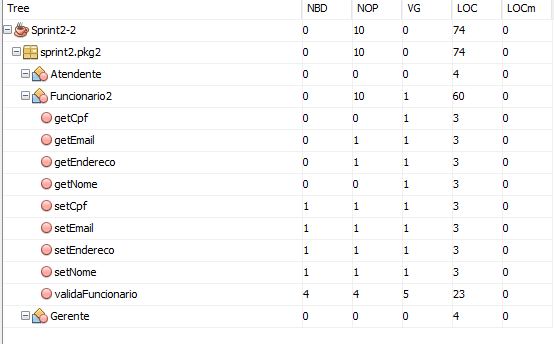 Tree NBD NOP VG LOC LOCm
Sprint2-2 0 10 0 74 0
sprint2.pkg2 0 10 0 74 0
Atendente 0 0 0 4 0
Funcionario2 0 10 1 60 0
getCpf 0 0 1 3 0
getEmail 0 1 1 3 0
getEndereco 0 1 1 3 0
getNome 0 0 1 3 0
setCpf 1 1 1 3 0
setEmail 1 1 1 3 0
setEndereco 1 1 1 3 0
setNome 1 1 1 3 0
validaFuncionario 4 4 5 23 0
Gerente 0 0 0 4 0